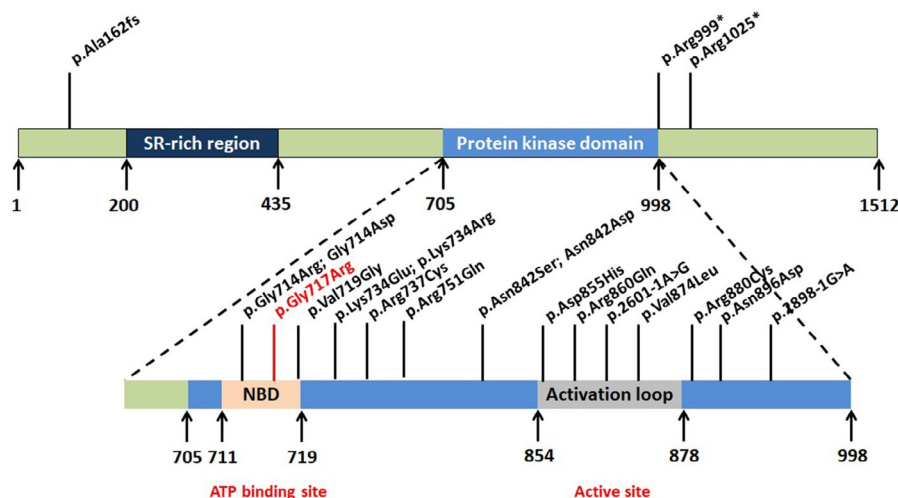 p.Ala162fs
p.Arg999*
p.Arg1025*
SR-rich region
Protein kinase domain
1
200
435
705
998
1512
p.Gly714Arg; Gly714Asp
p.Gly717Arg
p.Val719Gly
p.Lys734Glu; p.Lys734Arg
p.Arg737Cys
p.Arg751Gln
p.Asn842Ser; Asn842Asp
p.Asp855His
p.Arg860Gln
p.2601-1A>G
p.Val874Leu
p.Arg880Cys
p.Asn896Asp
p.2898-1G>A
NBD
Activation loop
705
711
719
854
878
998
ATP binding site
Active site